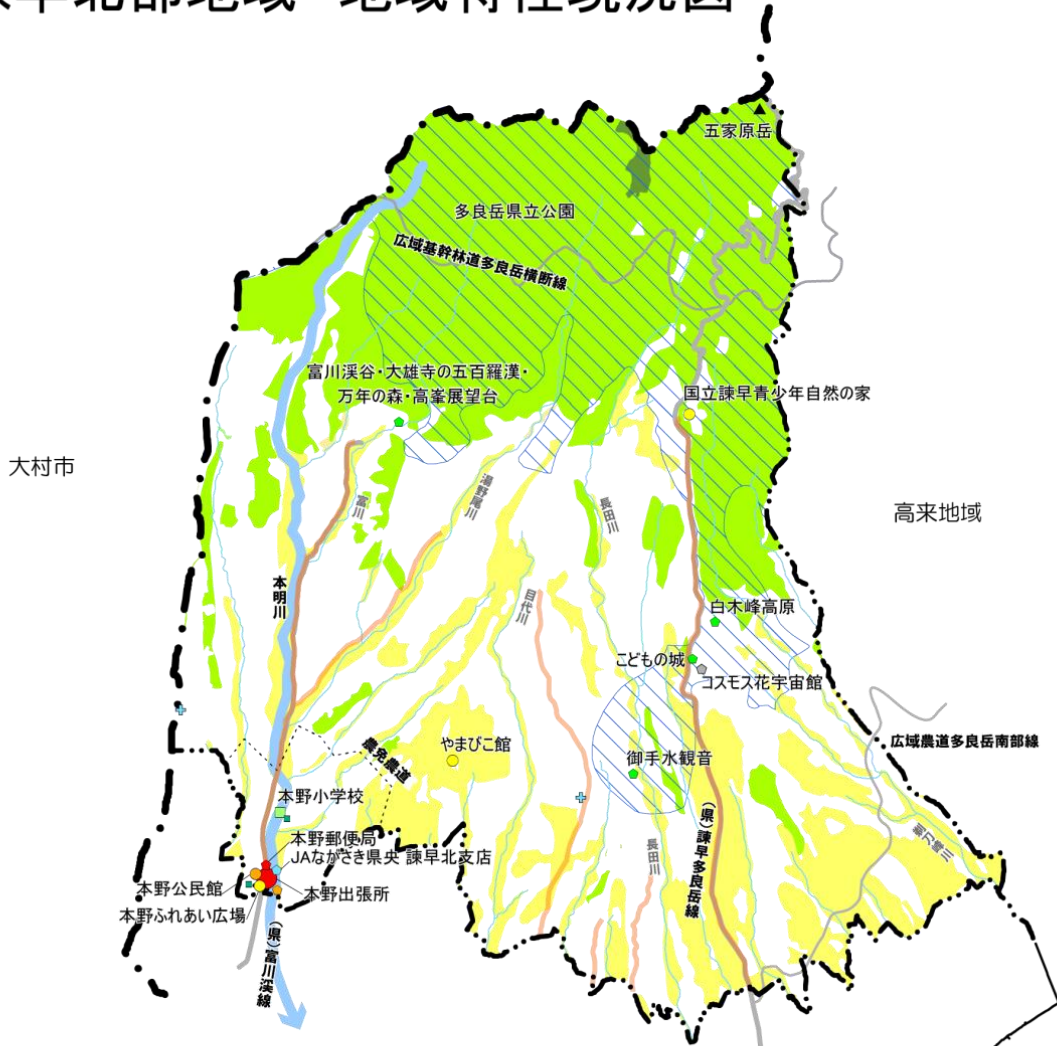 諫早北部地域 地域特性現況図
五家原岳
多良岳県立公園
広域基幹林道多良岳横断線
富川渓谷・大雄寺の五百羅漢・
万年の森・高峯展望台
国立諫早青少年自然の家
大村市
高来地域
湯野尾川
富川
長田川
本明川
目代川
白木峰高原
こどもの城
コスモス花宇宙館
広域農道多良岳南部線
農発農道
やまびこ館
御手水観音
本野小学校
(県)諫早多良岳線
本野郵便局
JAながさき県央 諫早北支店
長田川
本野公民館
本野出張所
本野ふれあい広場
(県)富川渓線